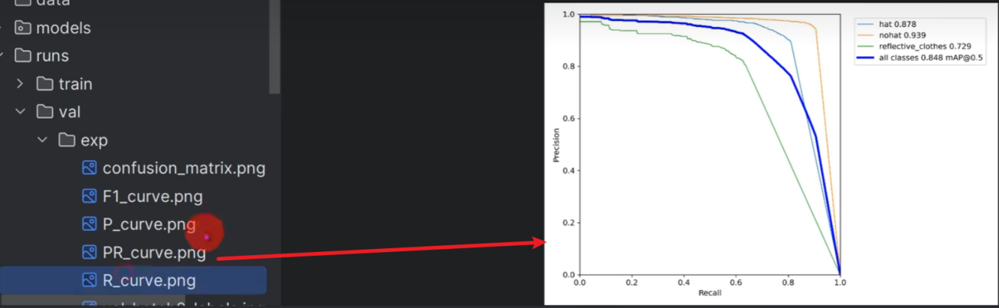 data
models
runs
train
val
exp
confusion_matrix.png
F1_curve.png
P_curve.png
PR_curve.png
R_curve.png
1.0
0.8
0.6
0.4
0.2
0.0
Precision
0.0 0.2 0.4 0.6 0.8 1.0
Recall
hat 0.878
nohat 0.939
reflective_clothes 0.729
all classes 0.848 mAP@0.5